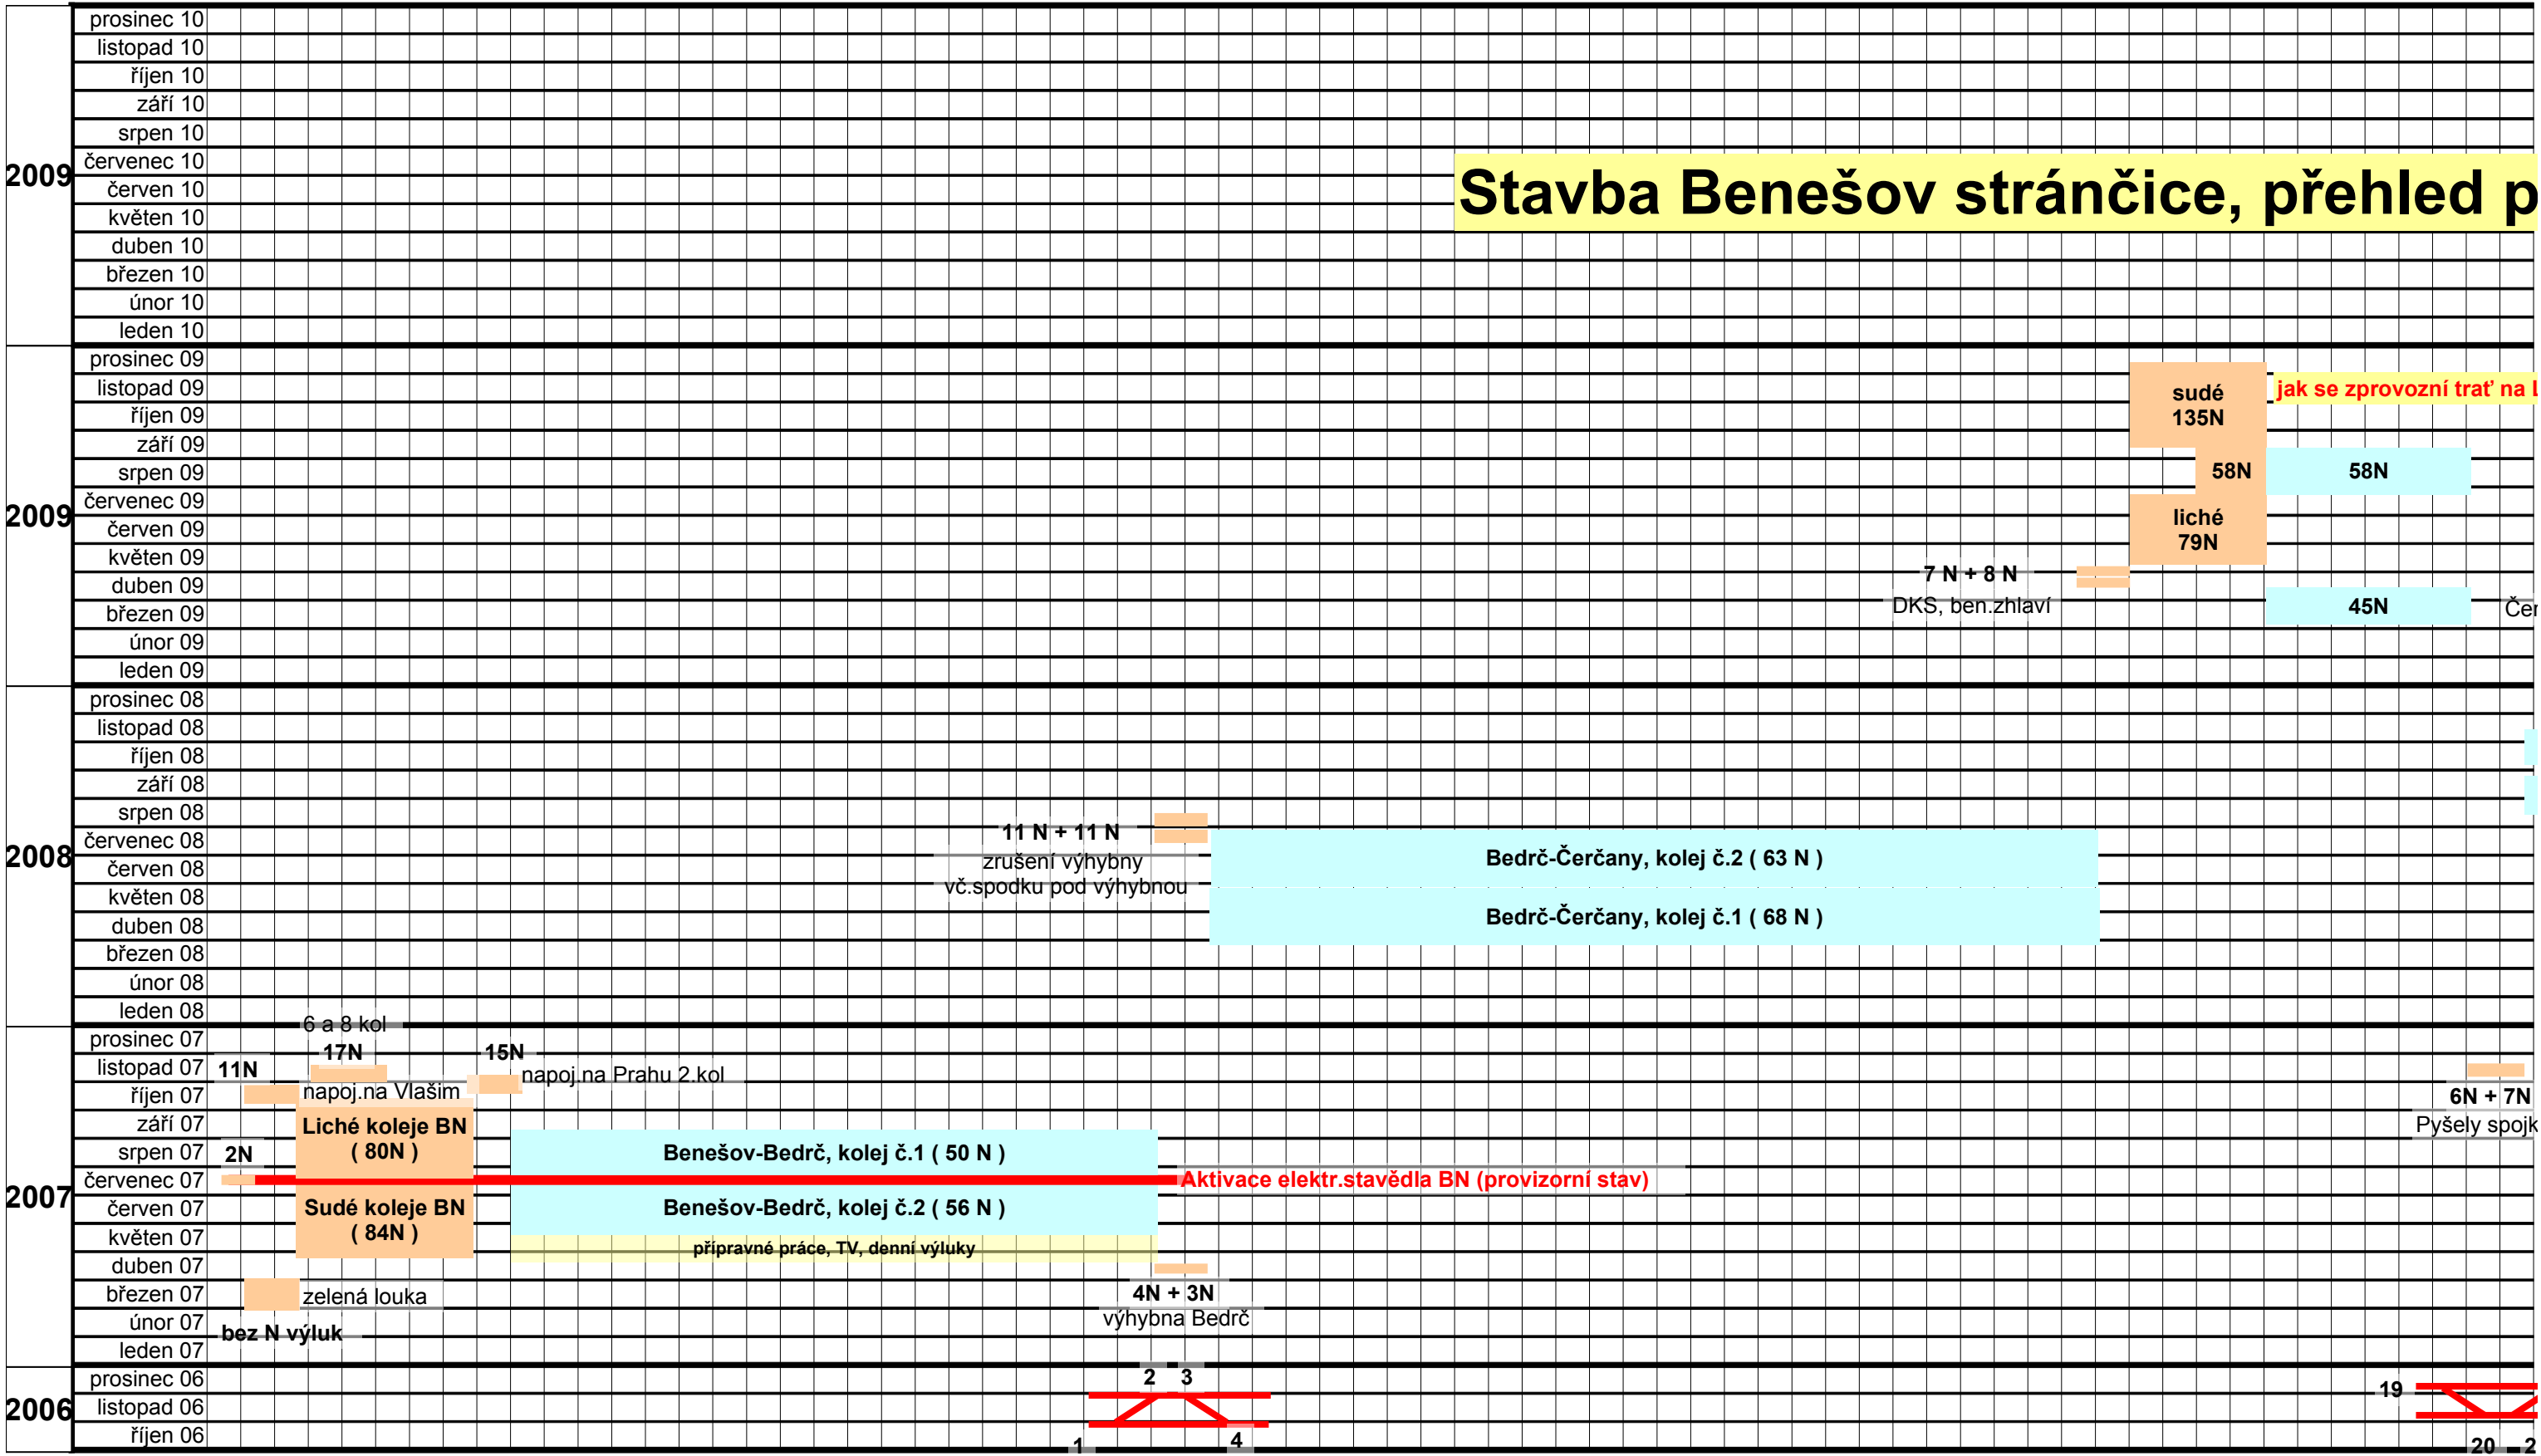 prosinec 10
listopad 10
říjen 10
září 10
srpen 10
2009
červenec 10
červen 10
květen 10
duben 10
březen 10
únor 10
leden 10
Stavba Benešov stránčice, přehled p
prosinec 09
listopad 09
říjen 09
září 09
srpen 09
2009
červenec 09
červen 09
květen 09
duben 09
březen 09
únor 09
leden 09
sudé
135N
jak se zprovozní trať na
58N
58N
liché
79N
7 N + 8 N
DKS, ben.zhlaví
45N
Čer
prosinec 08
listopad 08
říjen 08
září 08
srpen 08
2008
červenec 08
červen 08
květen 08
duben 08
březen 08
únor 08
leden 08
11 N + 11 N
zrušení výhybny
vč.spodku pod výhybnou
Bedrč-Čerčany, kolej č.2 ( 63 N )
Bedrč-Čerčany, kolej č.1 ( 68 N )
prosinec 07
listopad 07
říjen 07
září 07
srpen 07
2007
červenec 07
červen 07
květen 07
duben 07
březen 07
únor 07
leden 07
6 a 8 kol
17N
15N
11N
napoj.na Prahu 2.kol
napoj.na Vlašim
6N + 7N
Pyšely spojk
Liché koleje BN
( 80N )
2N
Benešov-Bedrč, kolej č.1 ( 50 N )
Aktivace elektr.stavědla BN (provizorní stav)
Sudé koleje BN
( 84N )
Benešov-Bedrč, kolej č.2 ( 56 N )
přípravné práce, TV, denní výluky
zelená louka
4N + 3N
výhybna Bedrč
bez N výluk
2006
prosinec 06
listopad 06
říjen 06
2
3
1
4
19
20
2